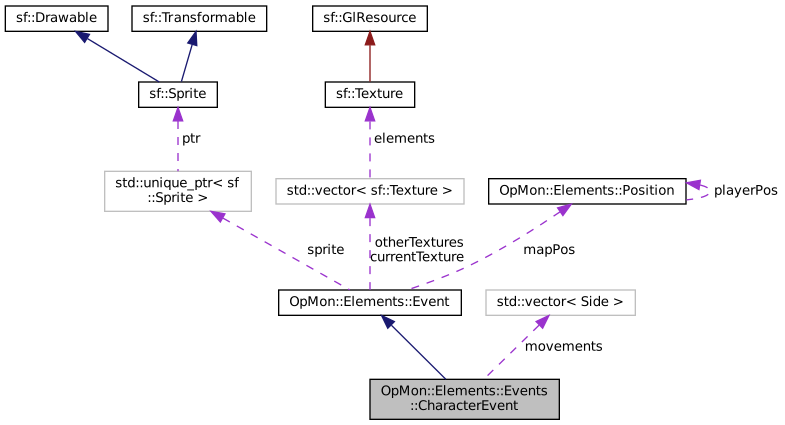 sf::Drawable
sf::Transformable
sf::GlResource
sf::Sprite
sf::Texture
ptr
elements
std::unique_ptr< sf
::Sprite >
std::vector< sf::Texture >
OpMon::Elements::Position
playerPos
sprite
otherTextures
currentTexture
mapPos
OpMon::Elements::Event
std::vector< Side >
movements
OpMon::Elements::Events
::CharacterEvent